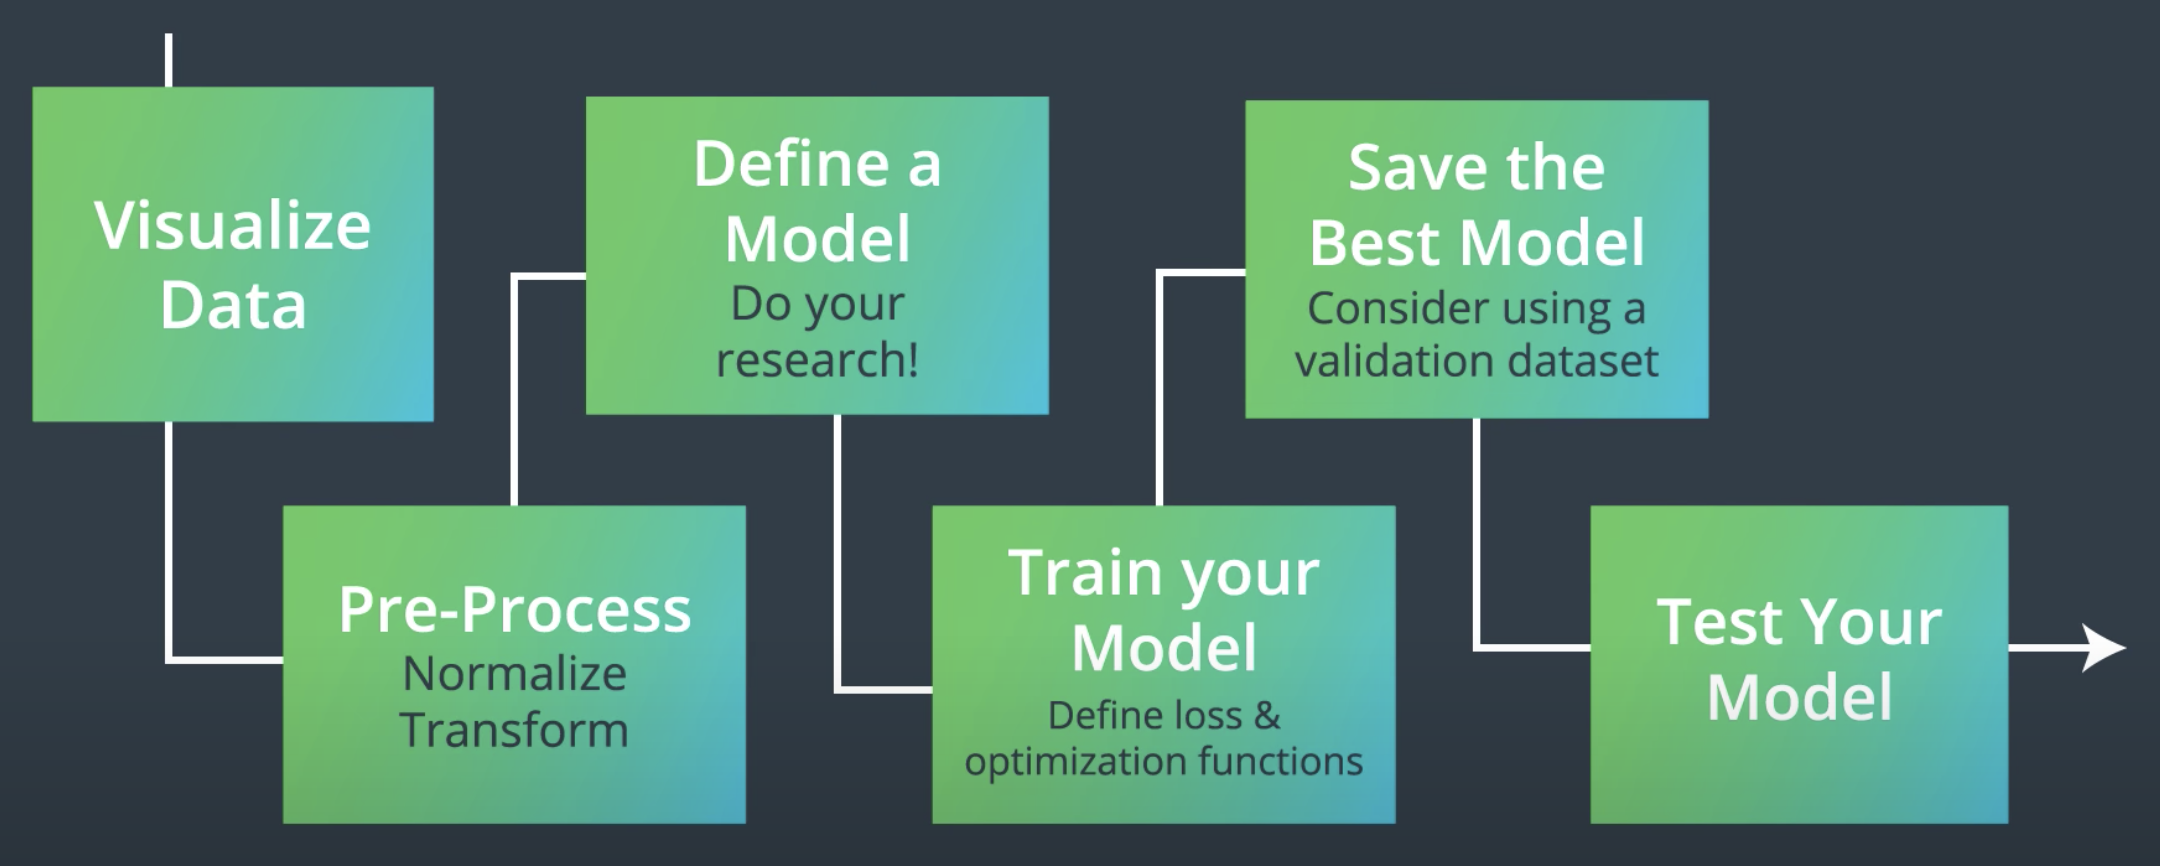 Visualize
Data
Pre-Process
Normalize
Transform
Define a
Model
Do your
research!
Train your
Model
Define loss &
optimization functions
Save the
Best Model
Consider using a
validation dataset
Test Your
Model